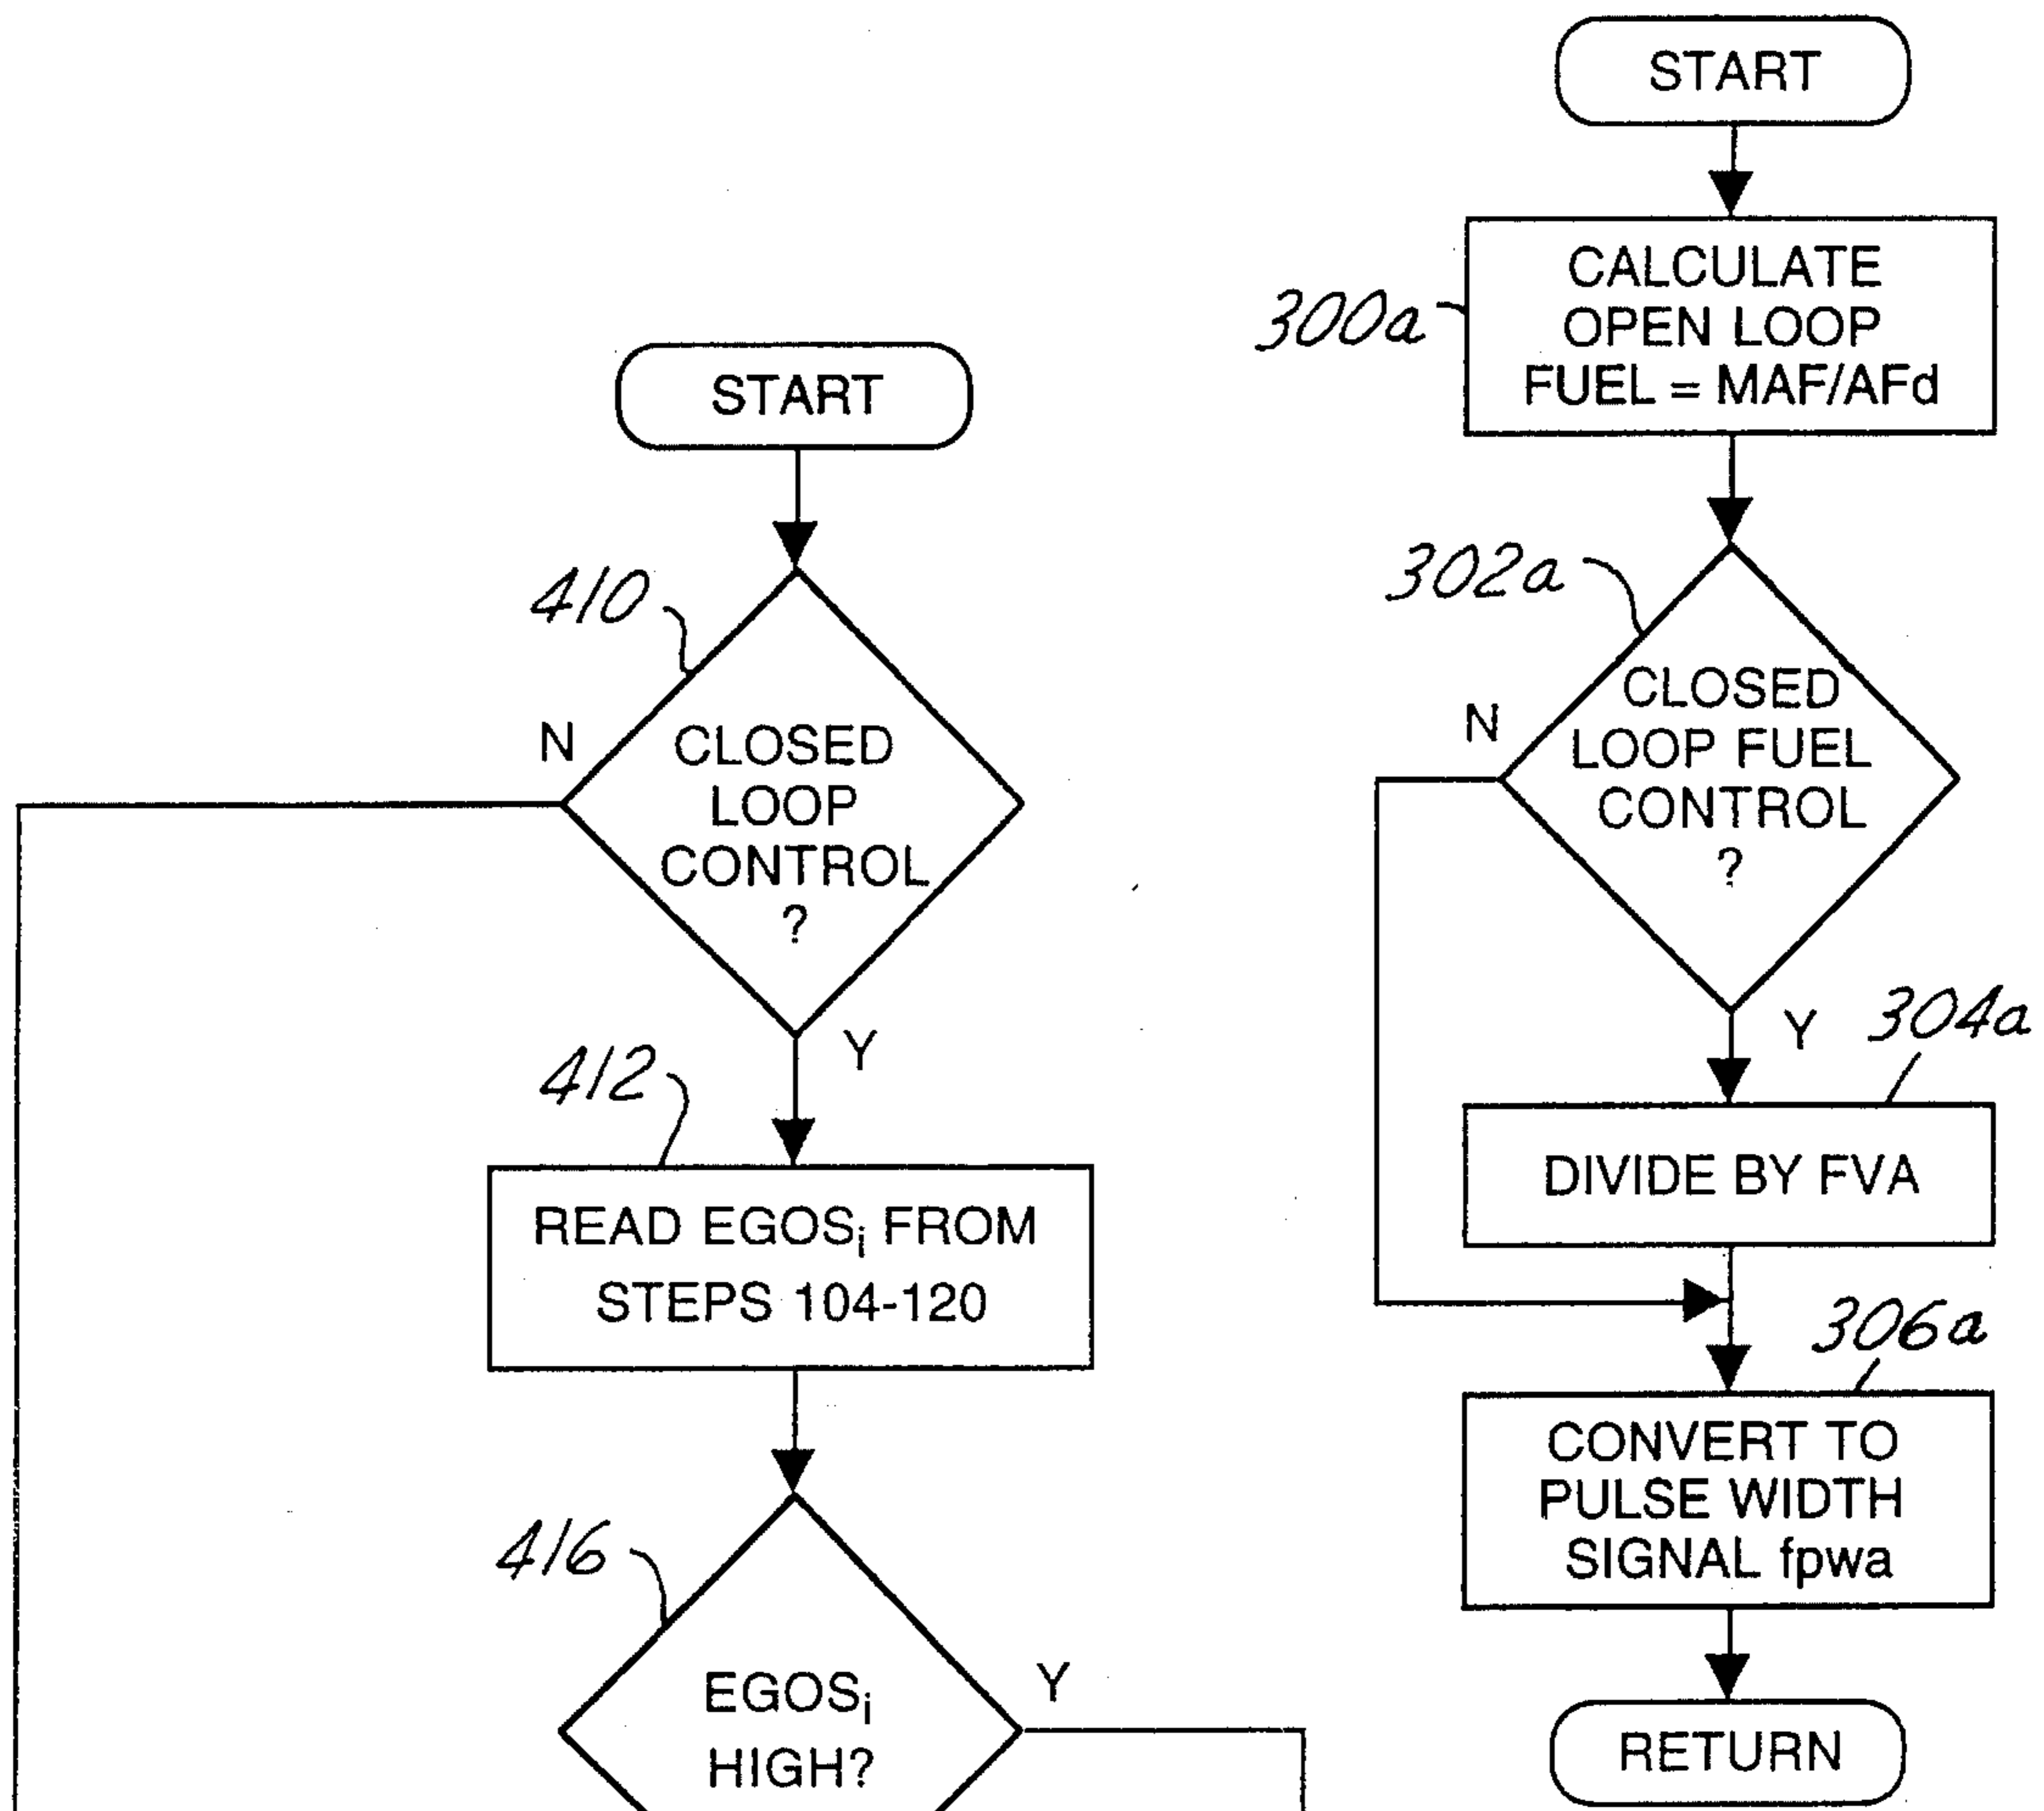 START
410
N
CLOSED
LOOP
CONTROL
?
Y
412
READ EGOSi FROM
STEPS 104-120
416
EGOSi
HIGH?
Y
START
300a
CALCULATE
OPEN LOOP
FUEL = MAF/AFd
302a
N
CLOSED
LOOP FUEL
CONTROL
?
Y
304a
DIVIDE BY FVA
306a
CONVERT TO
PULSE WIDTH
SIGNAL fpwa
RETURN